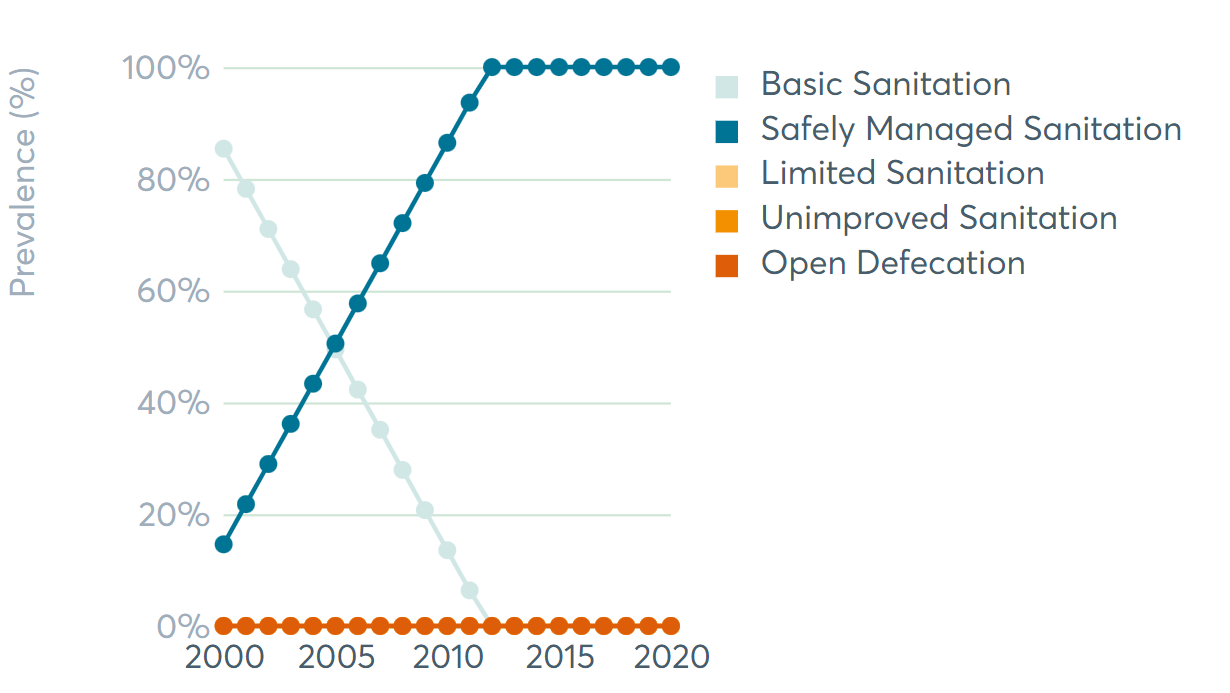 Prevalence (%)
100%
80%
60%
40%
20%
0%
2000 2005 2010 2015 2020
Basic Sanitation
Safely Managed Sanitation
Limited Sanitation
Unimproved Sanitation
Open Defecation